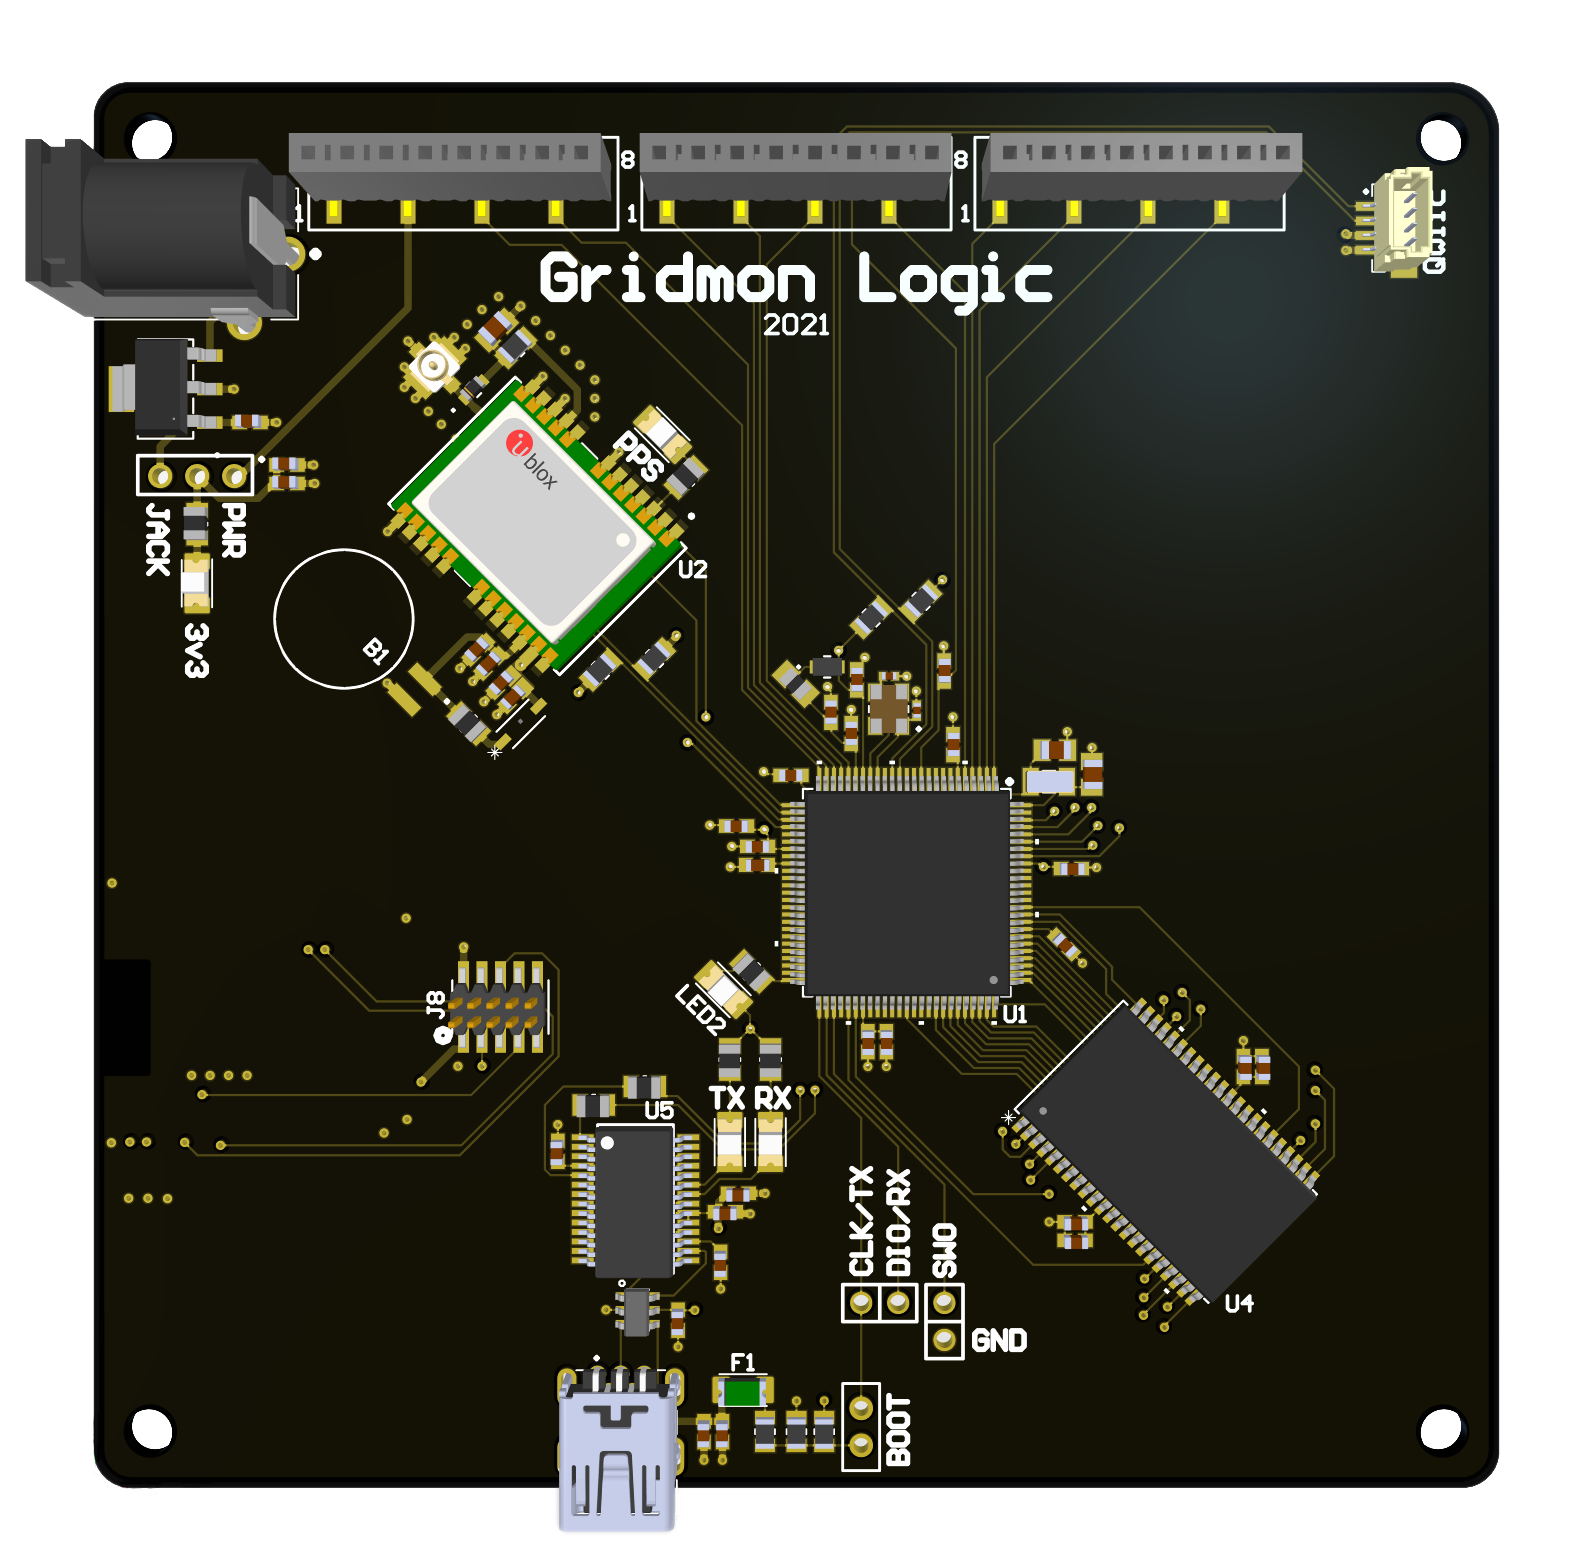 8
8
1
1
1
QWIIC
Gridmon Logic
2021
u
blox
PPS
U2
JACK
PWR
3v3
B1
J8
LED2
U1
TX
RX
U5
CLK/TX
DIO/RX
SWO
GND
U4
F1
BOOT